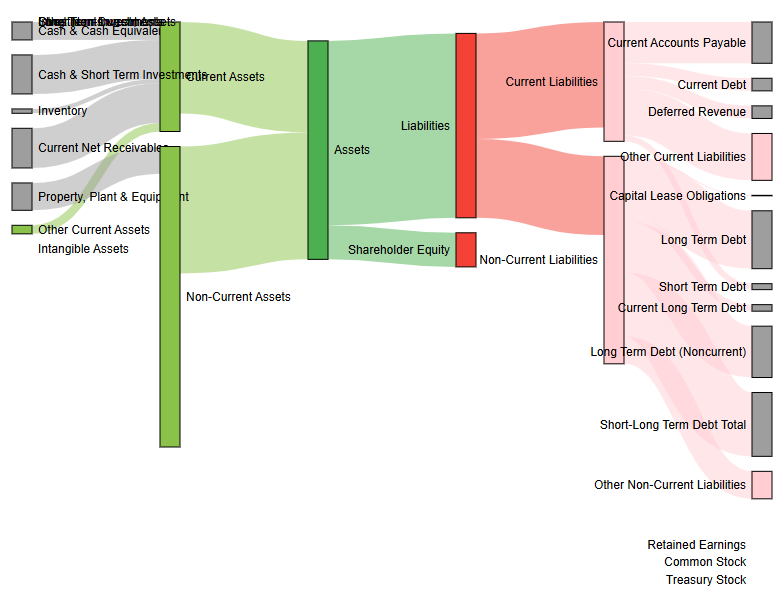 Cash & Cash Equivalen
Cash & Short Term Investments
Inventory
Current Net Receivables
Property, Plant & Equipment
Other Current Assets
Intangible Assets
Current Assets
Non-Current Assets
Assets
Liabilities
Shareholder Equity
Current Liabilities
Non-Current Liabilities
Current Accounts Payable
Current Debt
Deferred Revenue
Other Current Liabilities
Capital Lease Obligations
Long Term Debt
Short Term Debt
Current Long Term Debt
Long Term Debt (Noncurrent)
Short-Long Term Debt Total
Other Non-Current Liabilities
Retained Earnings
Common Stock
Treasury Stock